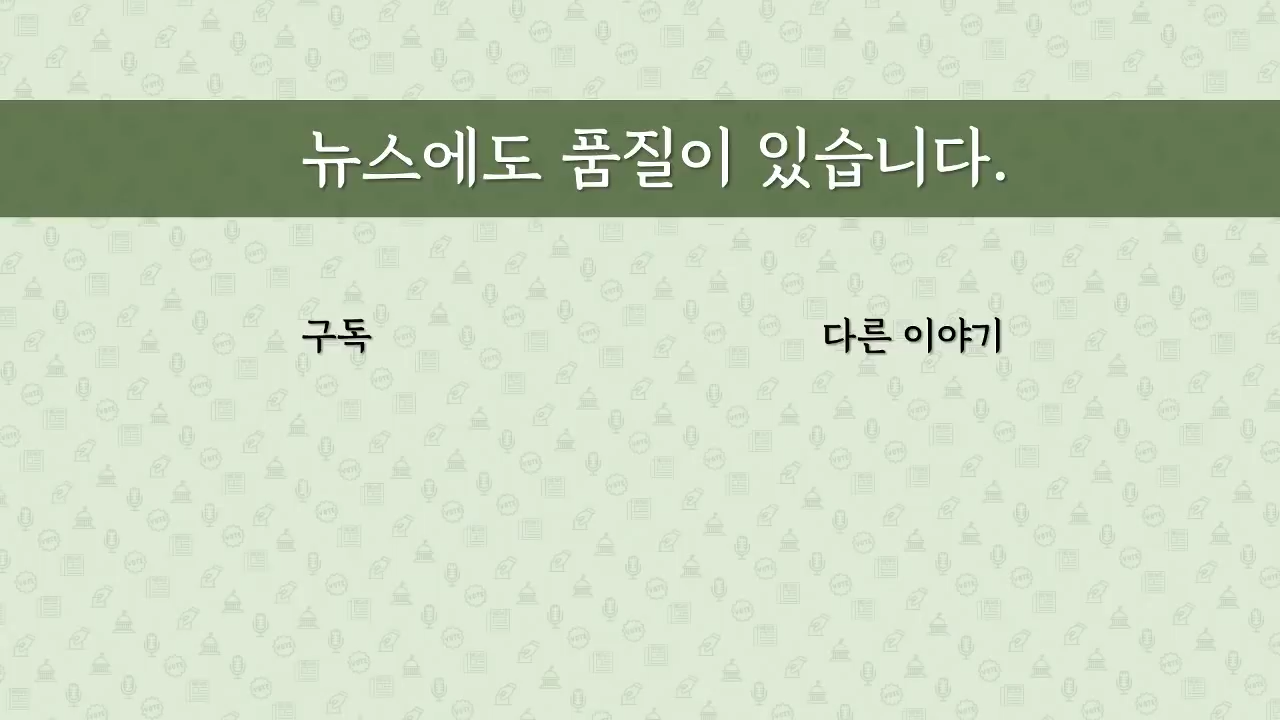 뉴스에도 품질이 있습니다.
구독
다른 이야기